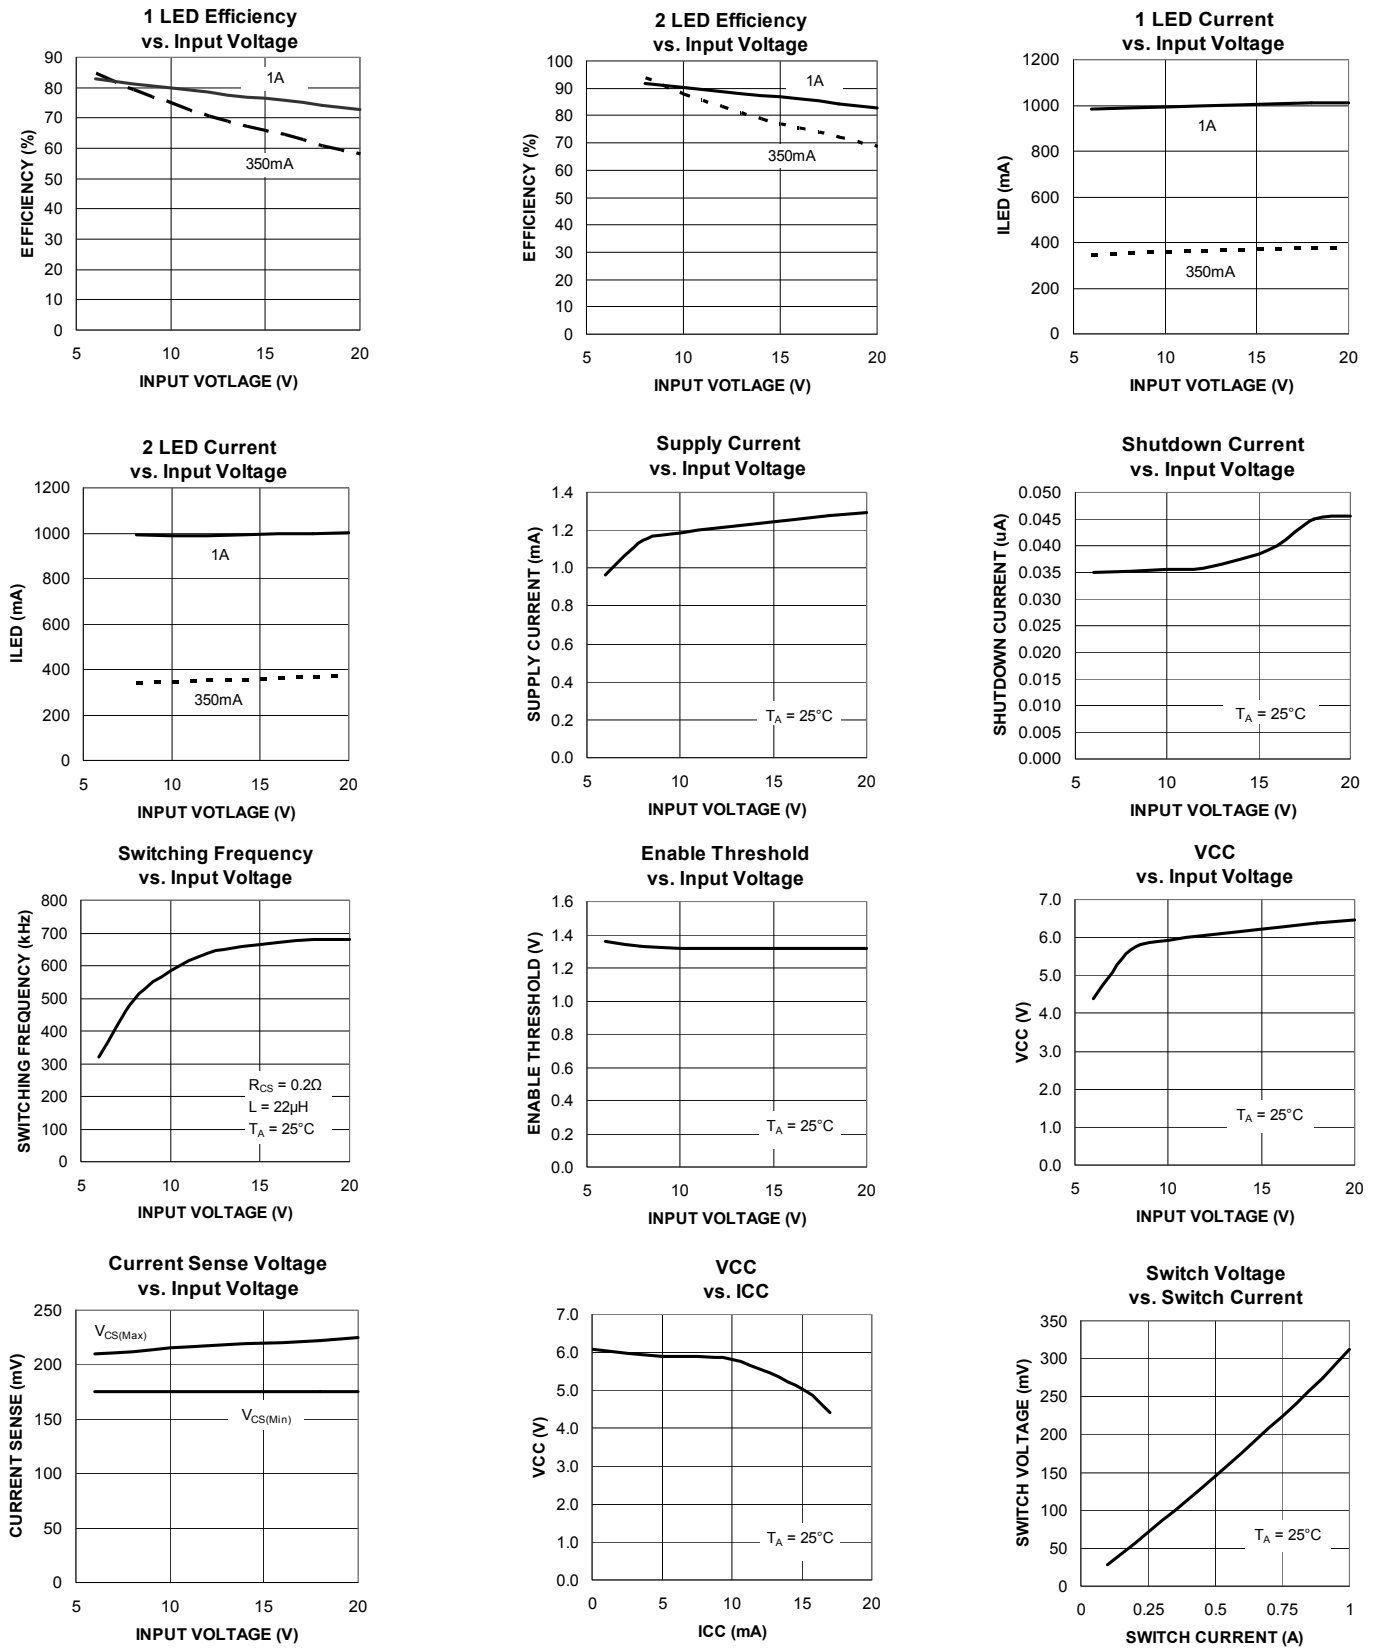 1 LED Efficiency
vs. Input Voltage
EFFICIENCY (%)
90
80
70
60
50
40
30
20
10
0
1A
350mA
5 10 15 20
INPUT VOTLAGE (V)
2 LED Efficiency
vs. Input Voltage
EFFICIENCY (%)
100
90
80
70
60
50
40
30
20
10
0
1A
350mA
5 10 15 20
INPUT VOTLAGE (V)
1 LED Current
vs. Input Voltage
ILED (mA)
1200
1000
800
600
400
200
0
1A
350mA
5 10 15 20
INPUT VOTLAGE (V)
2 LED Current
vs. Input Voltage
ILED (mA)
1200
1000
800
600
400
200
0
1A
350mA
5 10 15 20
INPUT VOTLAGE (V)
Supply Current
vs. Input Voltage
SUPPLY CURRENT (mA)
1.4
1.2
1.0
0.8
0.6
0.4
0.2
0.0
TA = 25°C
5 10 15 20
INPUT VOLTAGE (V)
Shutdown Current
vs. Input Voltage
SHUTDOWN CURRENT (uA)
0.050
0.045
0.040
0.035
0.030
0.025
0.020
0.015
0.010
0.005
0.000
TA = 25°C
5 10 15 20
INPUT VOLTAGE (V)
Switching Frequency
vs. Input Voltage
SWITCHING FREQUENCY (kHz)
800
700
600
500
400
300
200
100
0
RCS = 0.2Ω
L = 22µH
TA = 25°C
5 10 15 20
INPUT VOLTAGE (V)
Enable Threshold
vs. Input Voltage
ENABLE THRESHOLD (V)
1.6
1.4
1.2
1.0
0.8
0.6
0.4
0.2
0.0
TA = 25°C
5 10 15 20
INPUT VOLTAGE (V)
VCC
vs. Input Voltage
VCC (V)
7.0
6.0
5.0
4.0
3.0
2.0
1.0
0.0
TA = 25°C
5 10 15 20
INPUT VOLTAGE (V)
Current Sense Voltage
vs. Input Voltage
CURRENT SENSE (mV)
250
200
150
100
50
0
VCS(Max)
VCS(Min)
5 10 15 20
INPUT VOLTAGE (V)
VCC
vs. ICC
VCC (V)
7.0
6.0
5.0
4.0
3.0
2.0
1.0
0.0
TA = 25°C
0 5 10 15 20
ICC (mA)
Switch Voltage
vs. Switch Current
SWITCH VOLTAGE (mV)
350
300
250
200
150
100
50
0
TA = 25°C
0 0.25 0.5 0.75 1
SWITCH CURRENT (A)